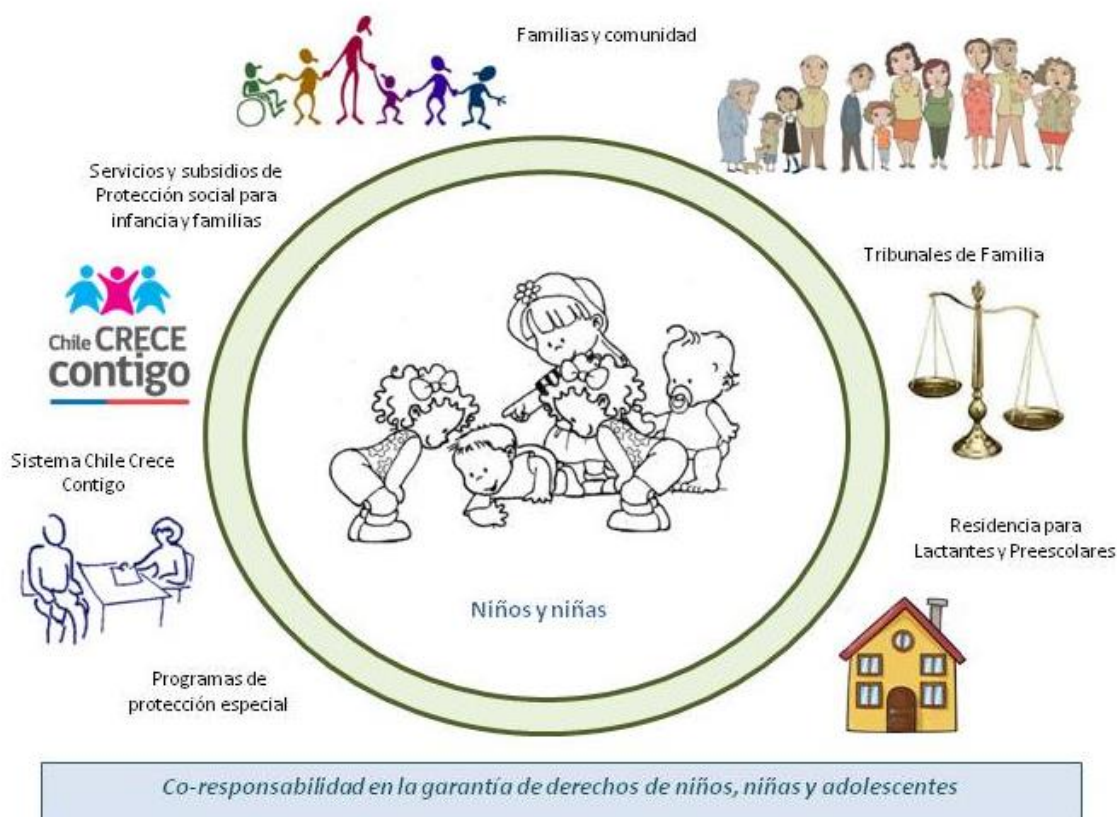 Familias y comunidad
Servicios y subsidios de
Protección social para
infancia y familias
Tribunales de Familia
Chile CRECE
contigo
Sistema Chile Crece
Contigo
Residencia para
Lactantes y Preescolares
Niños y niñas
Programas de
protección especial
Co-responsabilidad en la garantía de derechos de niños, niñas y adolescentes